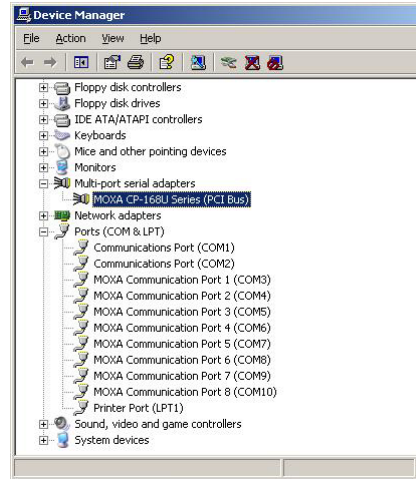 Device Manager
File Action View Help
Floppy disk controllers
Floppy disk drives
IDE ATA/ATAPI controllers
Keyboards
Mice and other pointing devices
Monitors
Multi-port serial adapters
MOXA CP-168U Series (PCI Bus)
Network adapters
Ports (COM & LPT)
Communications Port (COM1)
Communications Port (COM2)
MOXA Communication Port 1 (COM3)
MOXA Communication Port 2 (COM4)
MOXA Communication Port 3 (COM5)
MOXA Communication Port 4 (COM6)
MOXA Communication Port 5 (COM7)
MOXA Communication Port 6 (COM8)
MOXA Communication Port 7 (COM9)
MOXA Communication Port 8 (COM10)
Printer Port (LPT1)
Sound, video and game controllers
System devices